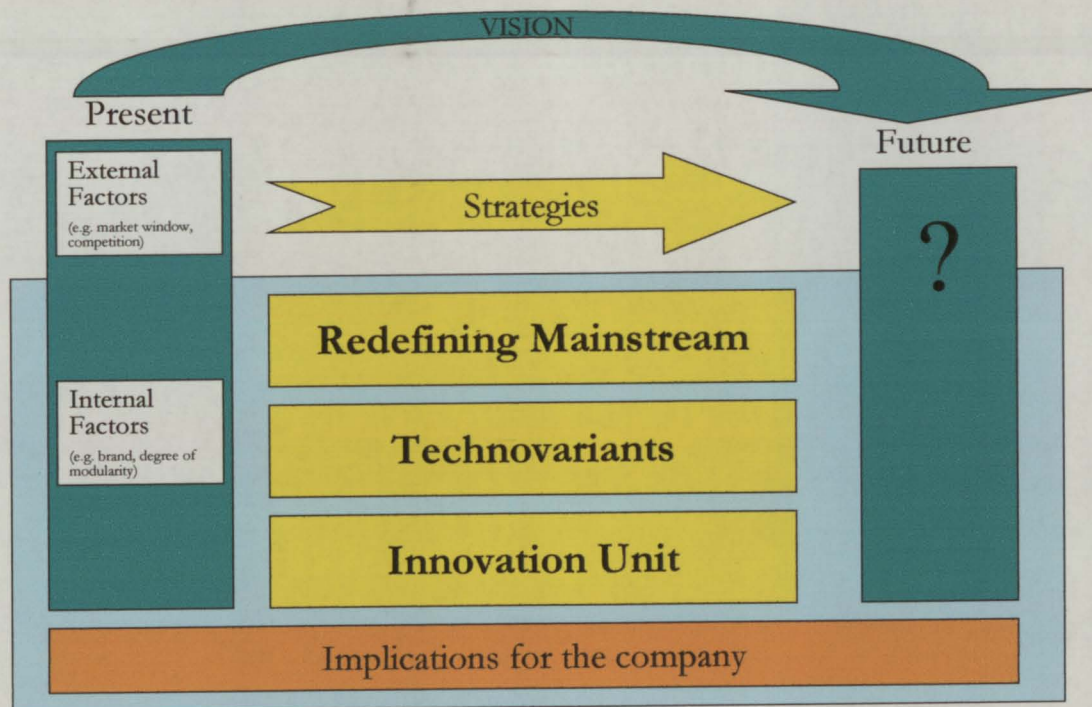 VISION
Present
Future
External
Factors
(e.g. market window,
competition)
Strategies
?
Redefining Mainstream
Internal
Factors
(e.g. brand, degree of
modularity)
Technovariants
Innovation Unit
Implications for the company